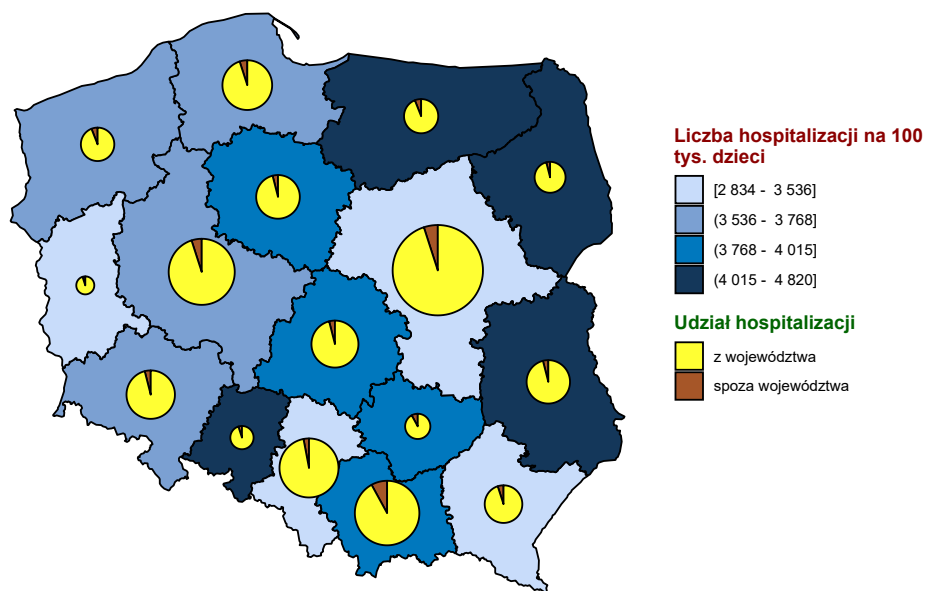 Liczba hospitalizacji na 100
tys. dzieci
[2 834 - 3 536]
(3 536 - 3 768]
(3 768 - 4 015]
(4 015 - 4 820]
Udział hospitalizacji
z województwa
spoza województwa